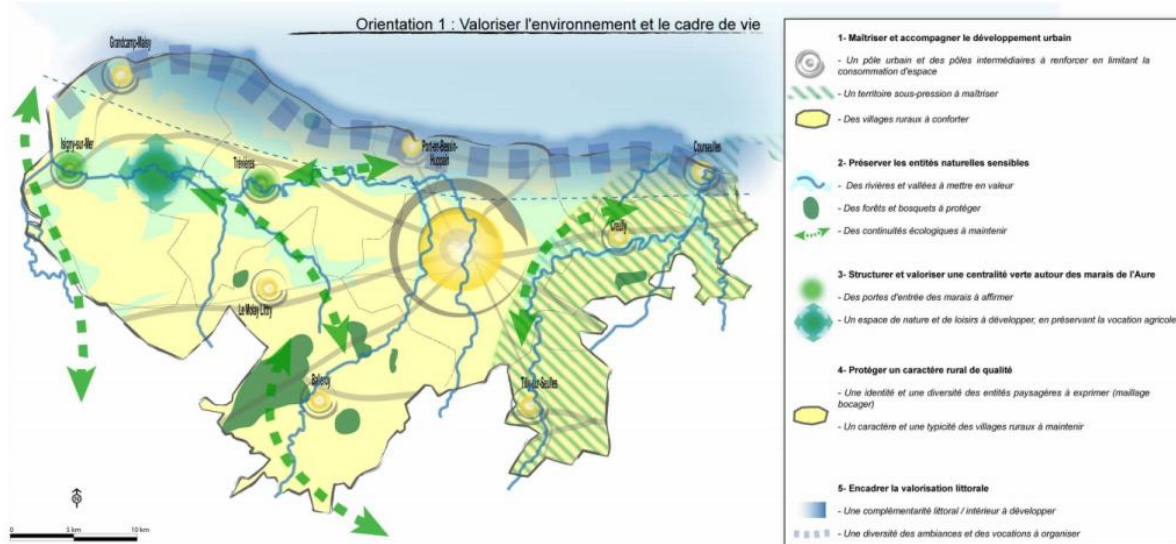 Orientation 1 : Valoriser l'environnement et le cadre de vie
Grandcamp-Maisy
Isigny-sur-Mer
Trévières
Port-en-Bessin-
Huppain
Courseulles
Creully
Le Molay Littry
Balleroy
Tilly-sur-Seulles
N
0 5 km 10 km
1- Maîtriser et accompagner le développement urbain
- Un pôle urbain et des pôles intermédiaires à renforcer en limitant la
consommation d'espace
- Un territoire sous-pression à maîtriser
- Des villages ruraux à conforter
2- Préserver les entités naturelles sensibles
- Des rivières et vallées à mettre en valeur
- Des forêts et bosquets à protéger
- Des continuités écologiques à maintenir
3- Structurer et valoriser une centralité verte autour des marais de l'Aure
- Des portes d'entrée des marais à affirmer
- Un espace de nature et de loisirs à développer, en préservant la vocation agricole
4- Protéger un caractère rural de qualité
- Une identité et une diversité des entités paysagères à exprimer (maillage
bocager)
- Un caractère et une typicité des villages ruraux à maintenir
5- Encadrer la valorisation littorale
- Une complémentarité littoral / intérieur à développer
- Une diversité des ambiances et des vocations à organiser